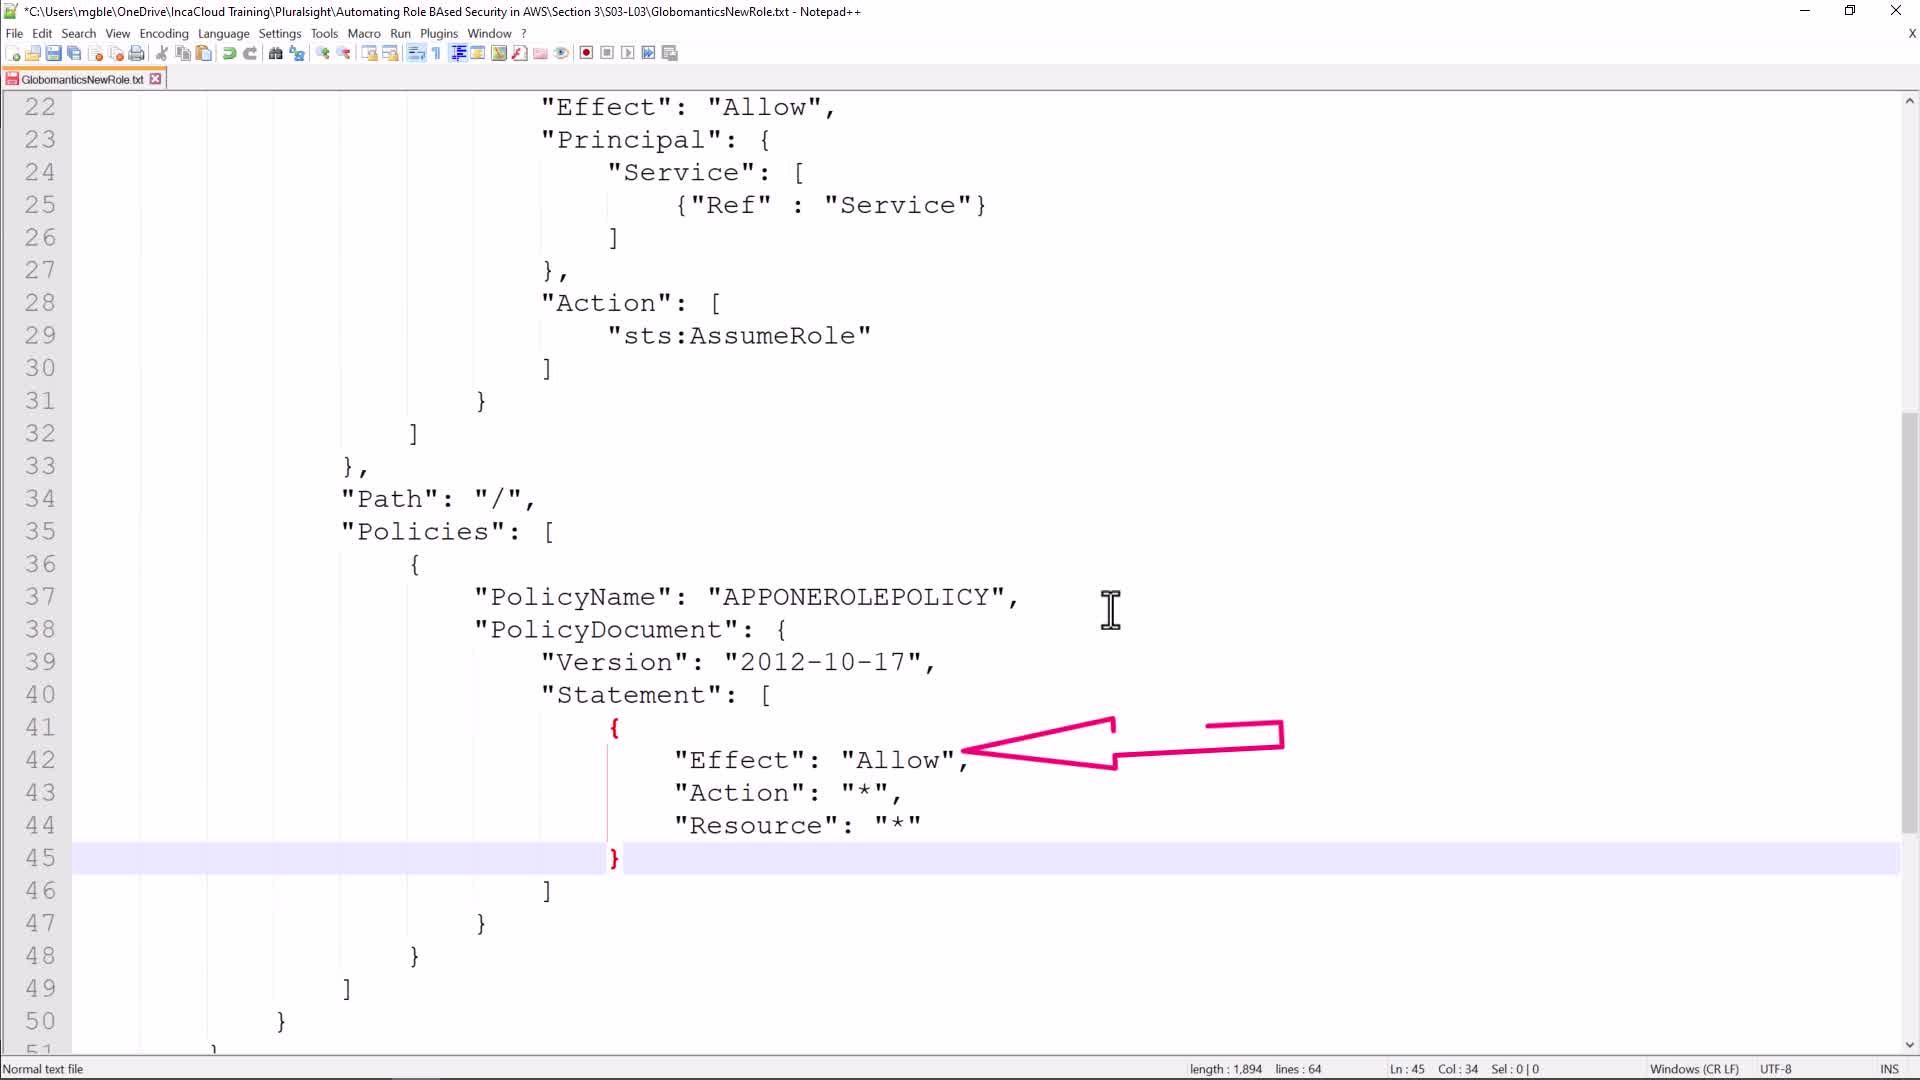 *C:\Users\mgble\OneDrive\IncaCloud Training\Pluralsight\Automating Role BAsed Security in AWS\Section 3\S03-L03\GlobomanticsNewRole.txt - Notepad++
File Edit Search View Encoding Language Settings Tools Macro Run Plugins Window ? X
GlobomanticsNewRole.txt
22 "Effect": "Allow",
23 "Principal": {
24 "Service": [
25 {"Ref" : "Service"}
26 ]
27 },
28 "Action": [
29 "sts:AssumeRole"
30 ]
31 }
32 ]
33 },
34 "Path": "/",
35 "Policies": [
36 {
37 "PolicyName": "APPONEROLEPOLICY",
38 "PolicyDocument": {
39 "Version": "2012-10-17",
40 "Statement": [
41 {
42 "Effect": "Allow",
43 "Action": "*",
44 "Resource": "*"
45 }
46 ]
47 }
48 }
49 ]
50 }
51
Normal text file length : 1,894 lines : 64 Ln : 45 Col : 34 Sel : 0 | 0 Windows (CR LF) UTF-8 INS